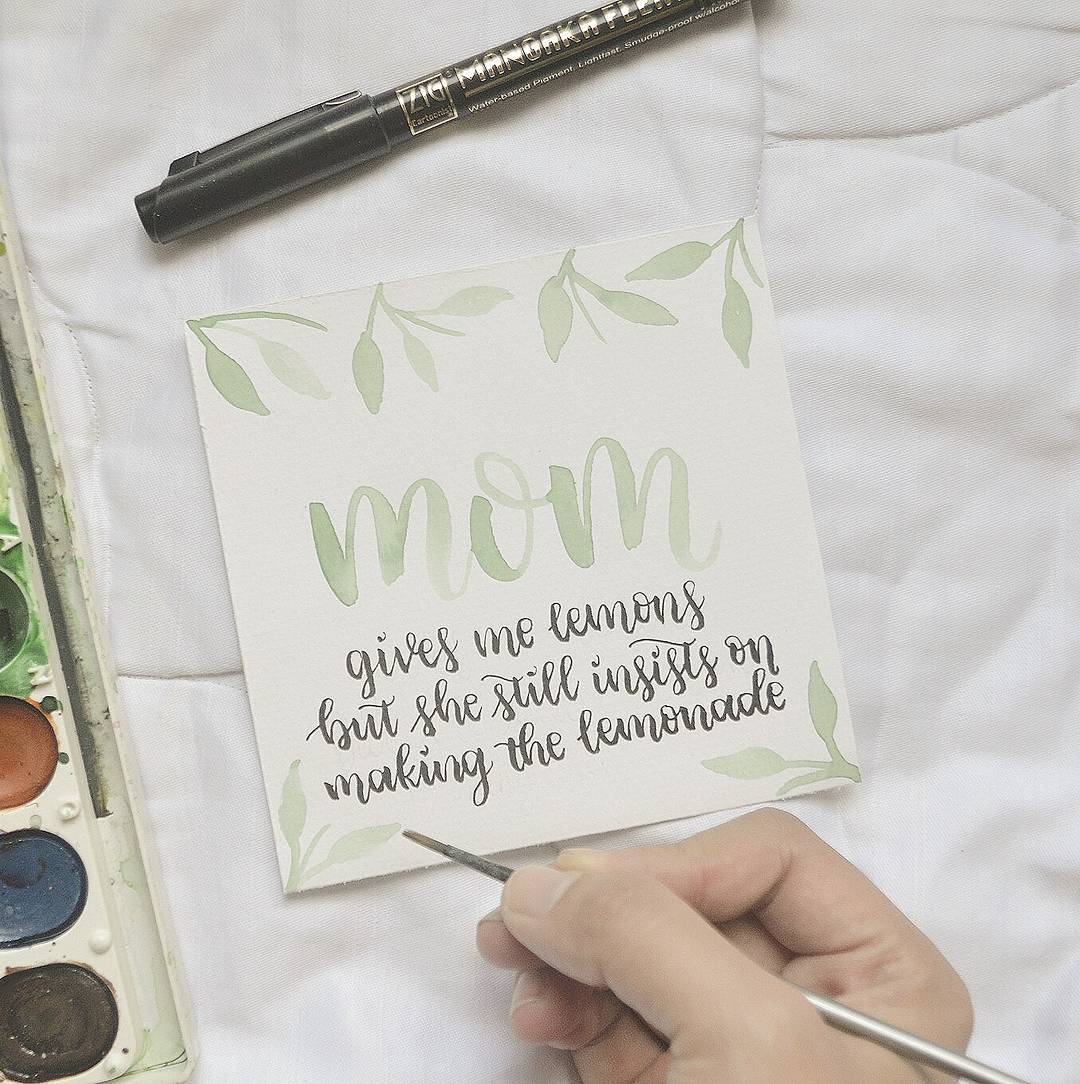 ZIG
Cartoonist
MANGAKA
Water-based Pigment. Lightfast. Smudge-proof w/alcohol
mom
gives me lemons
but she still insists on
making the lemonade